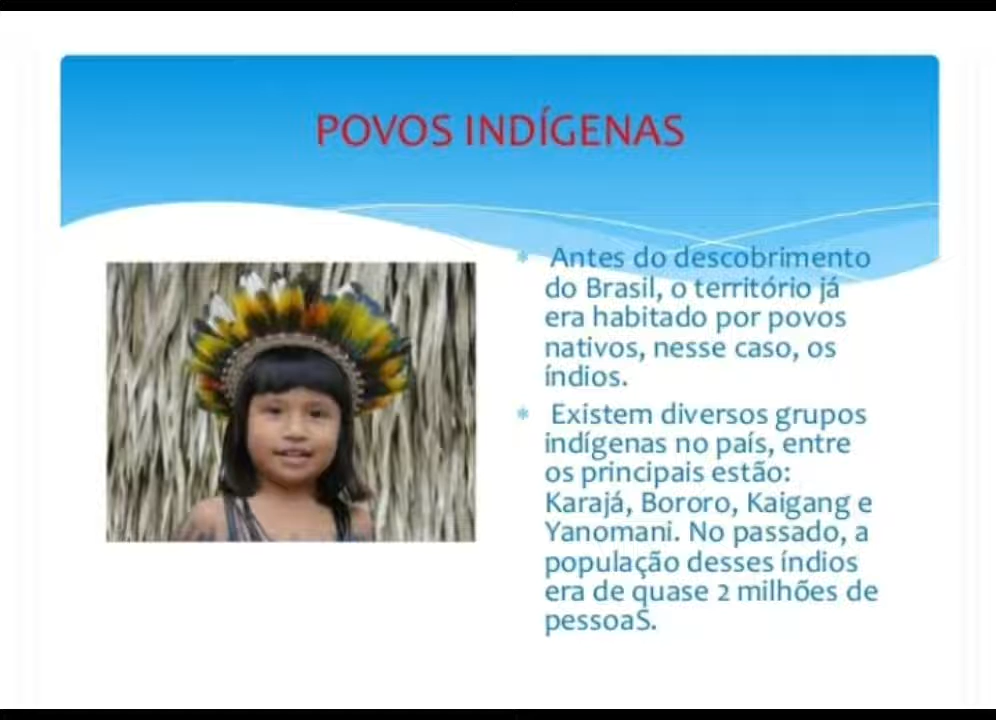 POVOS INDÍGENAS
* Antes do descobrimento
do Brasil, o território já
era habitado por povos
nativos, nesse caso, os
índios.
* Existem diversos grupos
indígenas no país, entre
os principais estão:
Karajá, Bororo, Kaigang e
Yanomani. No passado, a
população desses índios
era de quase 2 milhões de
pessoaS.